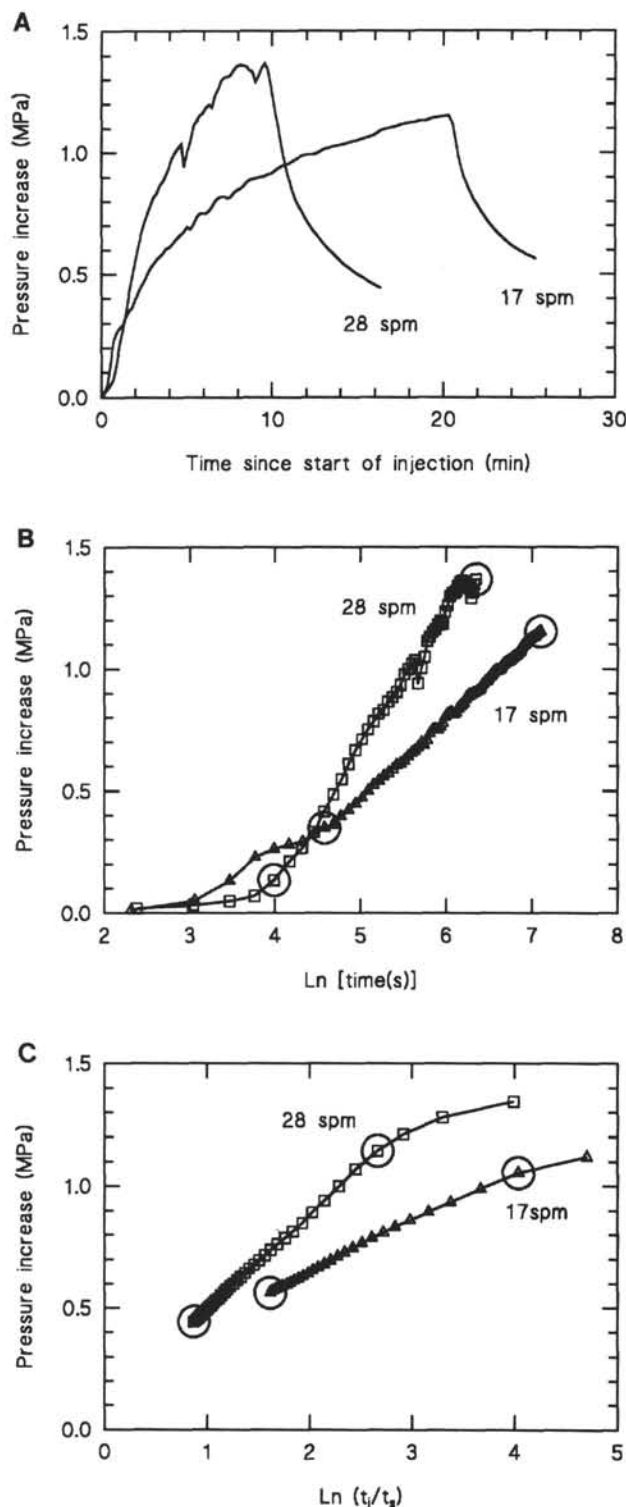 A
1.5
1.0
0.5
0.0
Pressure increase (MPa)
28 spm
17 spm
0
10
20
30
Time since start of injection (min)
B
1.5
1.0
0.5
0.0
Pressure increase (MPa)
28 spm
17 spm
2
3
4
5
6
7
8
Ln [time(s)]
C
1.5
1.0
0.5
0.0
Pressure increase (MPa)
28 spm
17spm
0
1
2
3
4
5
Ln (tᵢ/tₛ)